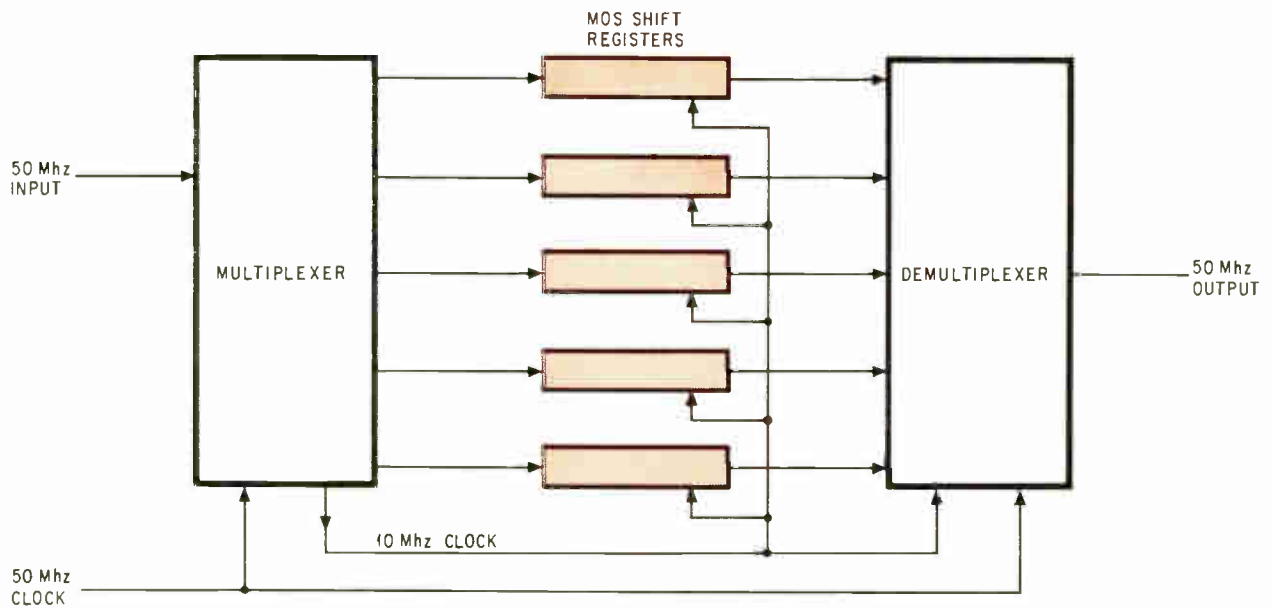 MOS SHIFT
REGISTERS
50 Mhz
INPUT
MULTIPLEXER
DEMULTIPLEXER
50 Mhz
OUTPUT
10 Mhz CLOCK
50 Mhz
CLOCK